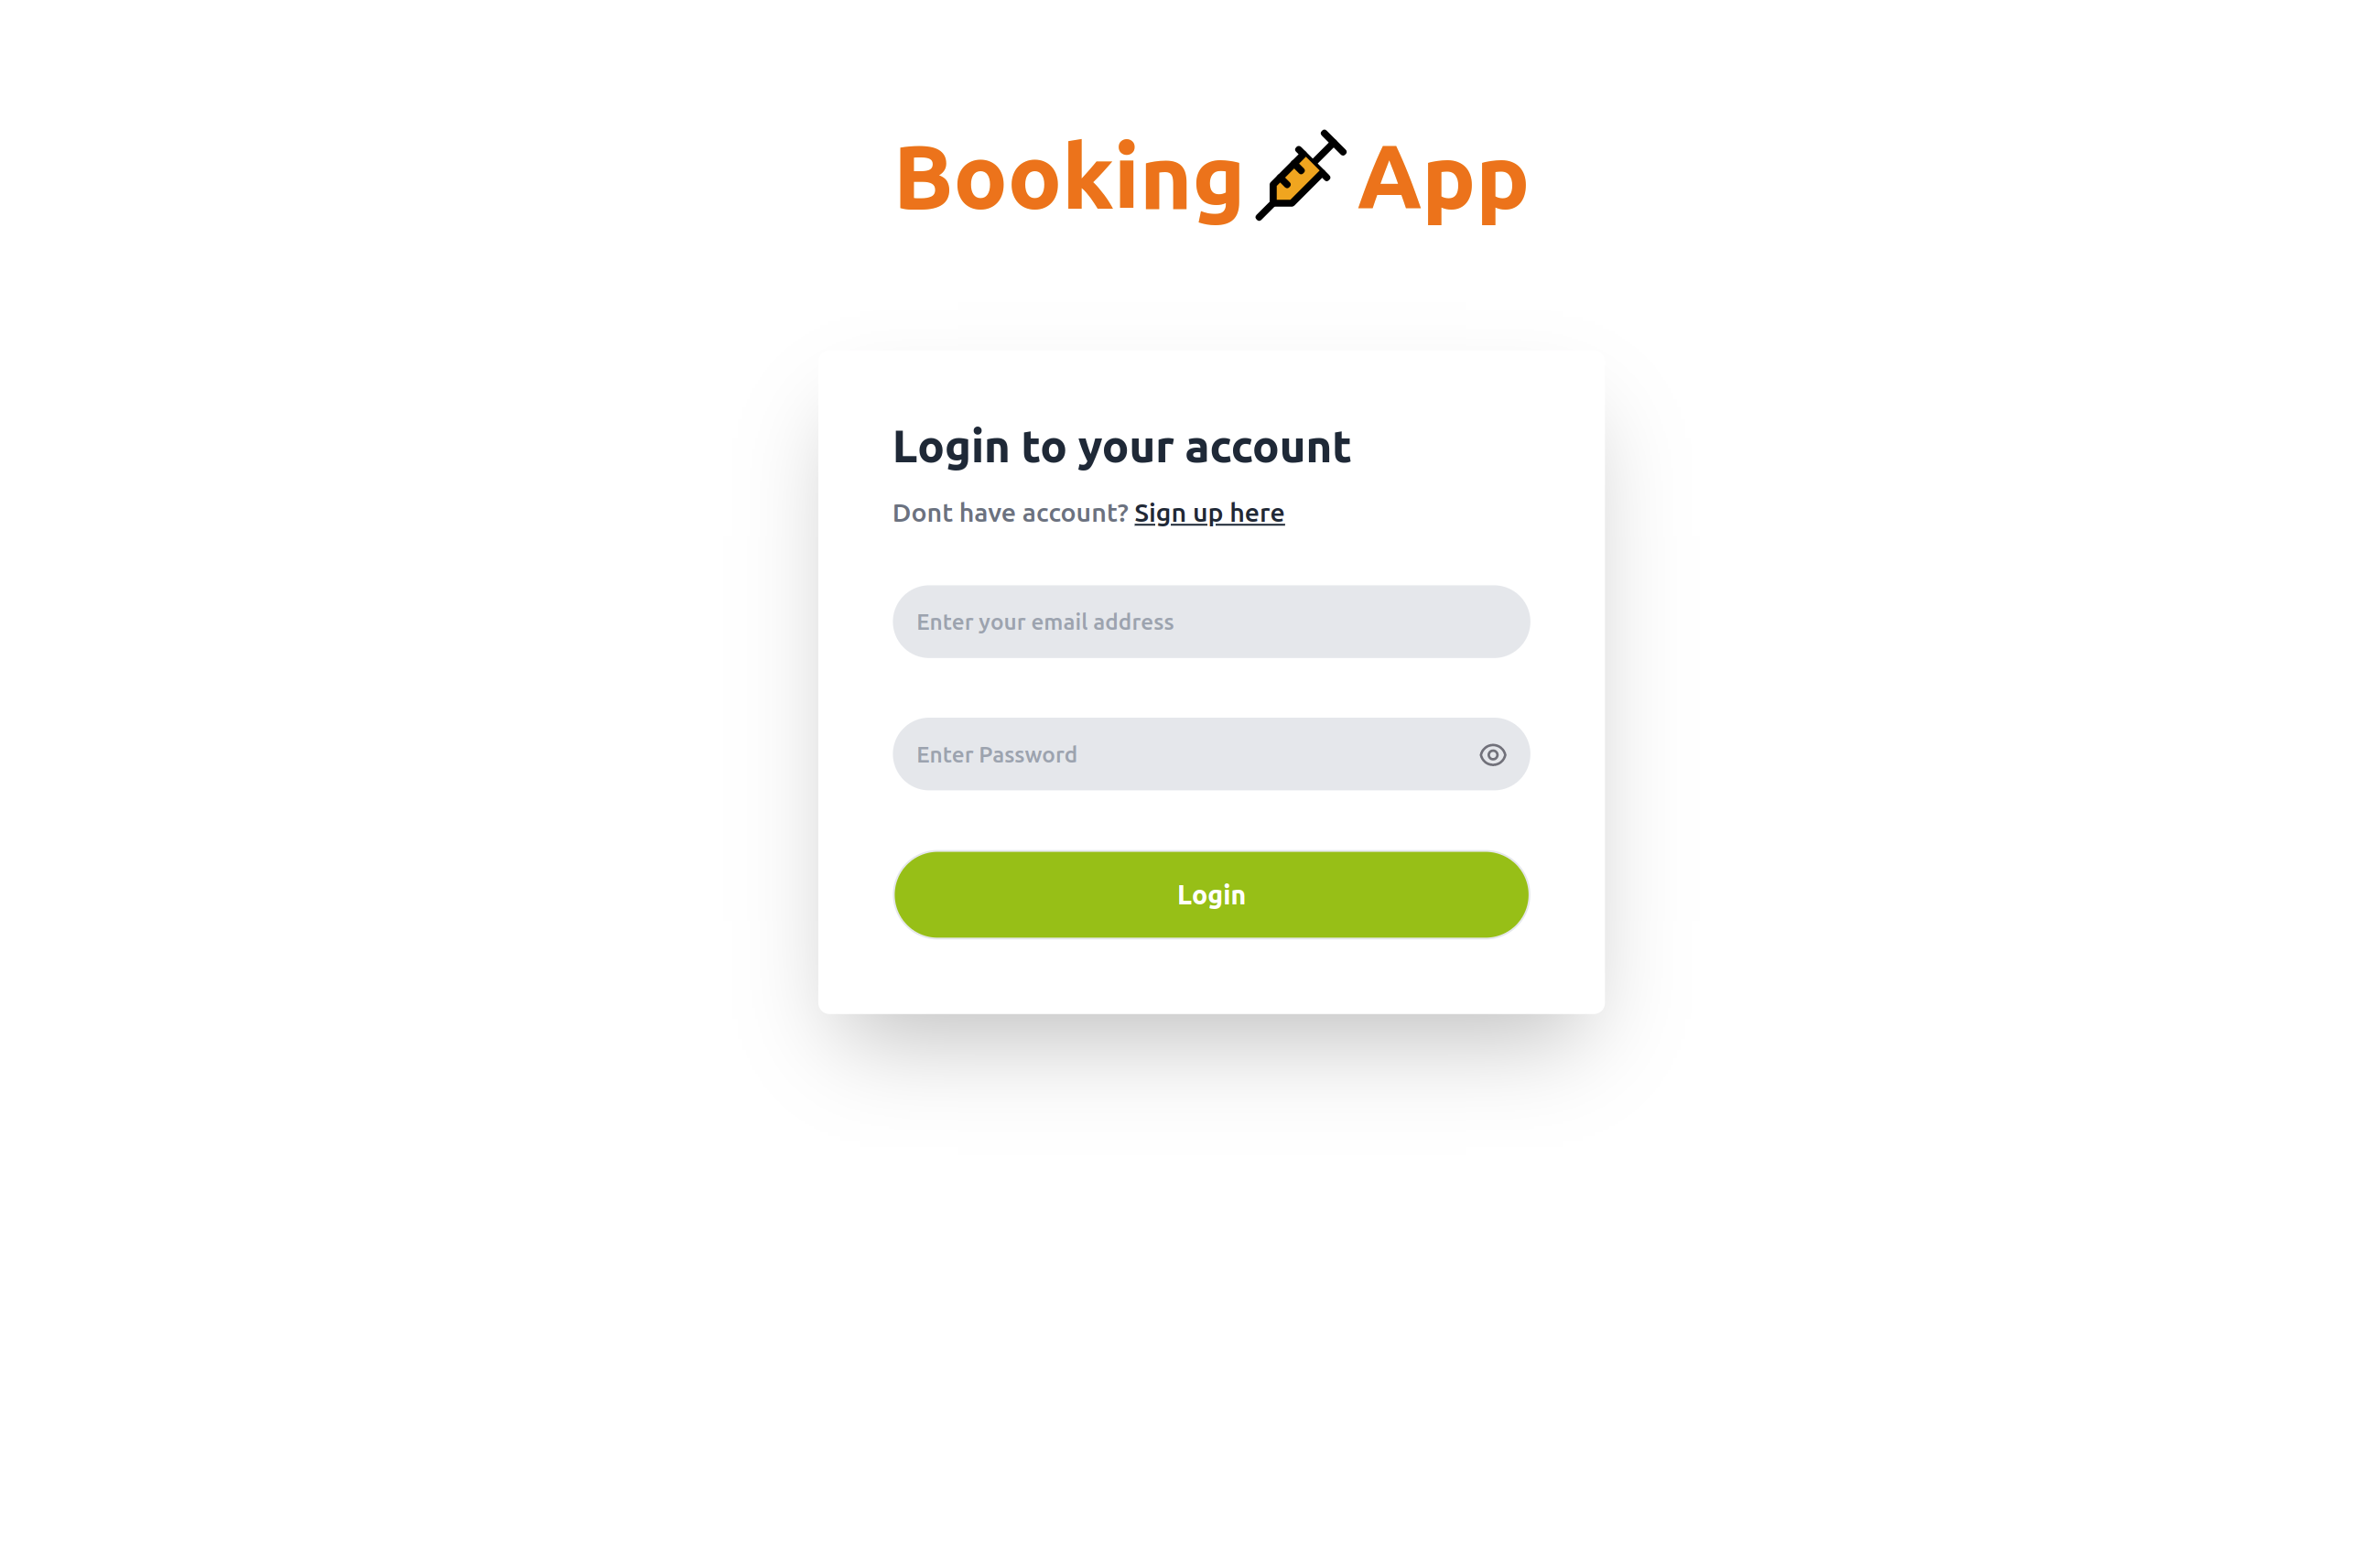 Booking App
Login to your account
Dont have account? Sign up here
Enter your email address
Enter Password
Login